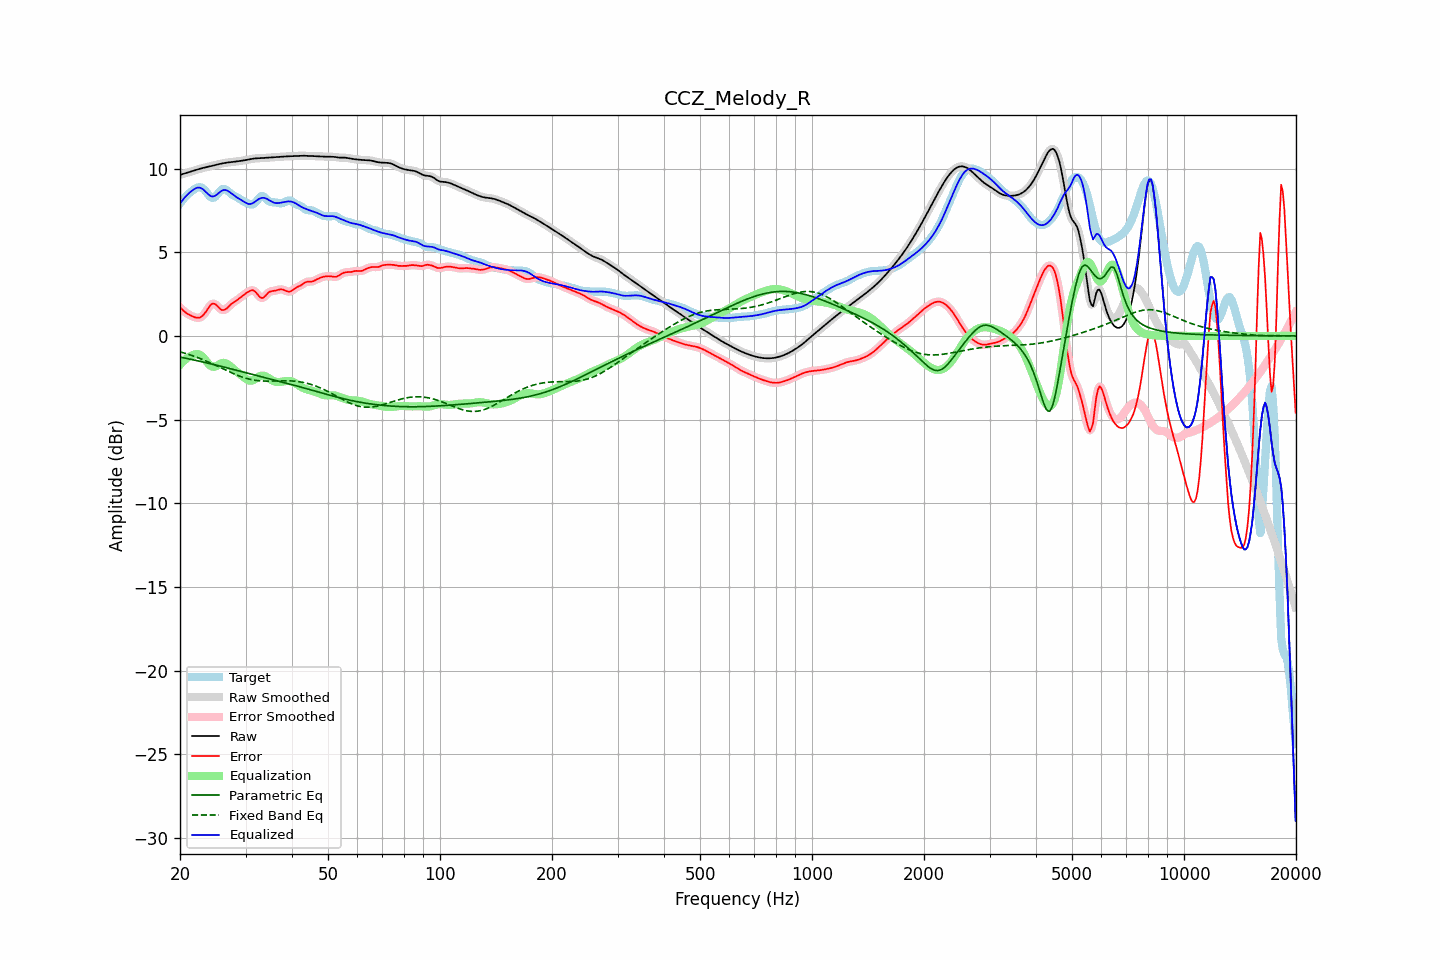 CCZ_Melody_R
10
5
0
−5
−10
−15
−20
−25
−30
Amplitude (dBr)
Target
Raw Smoothed
Error Smoothed
Raw
Error
Equalization
Parametric Eq
Fixed Band Eq
Equalized
20 50 100 200 500 1000 2000 5000 10000 20000
Frequency (Hz)